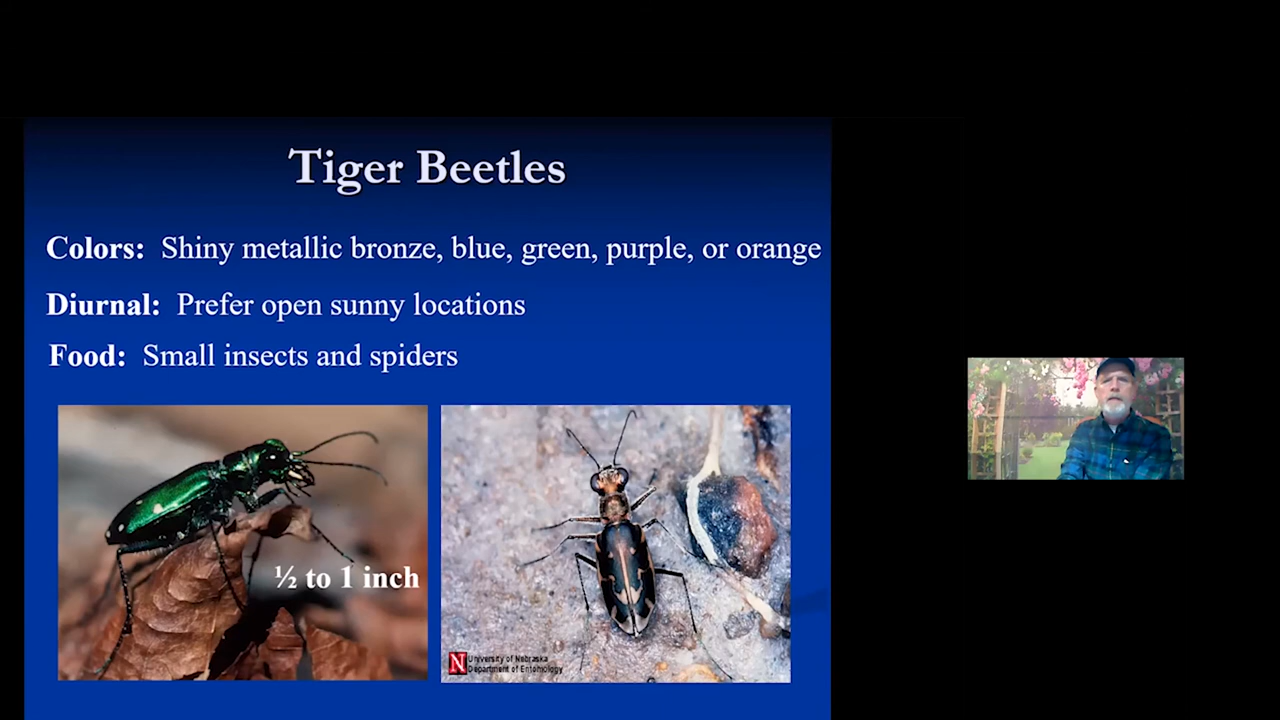 Tiger Beetles
Colors: Shiny metallic bronze, blue, green, purple, or orange
Diurnal: Prefer open sunny locations
Food: Small insects and spiders
½ to 1 inch
N University of Nebraska
Department of Entomology